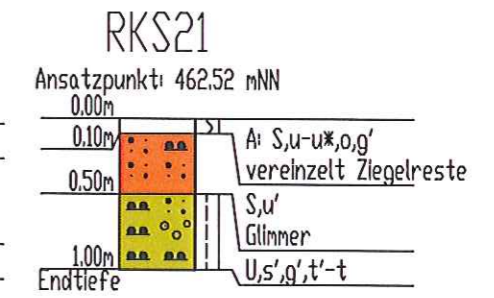 RKS21
Ansatzpunkt: 462.52 mNN
0.00m
0.10m
A: S,u-u*,o,g'
vereinzelt Ziegelreste
0.50m
S,u'
Glimmer
1.00m
U,s',g',t'-t
Endtiefe